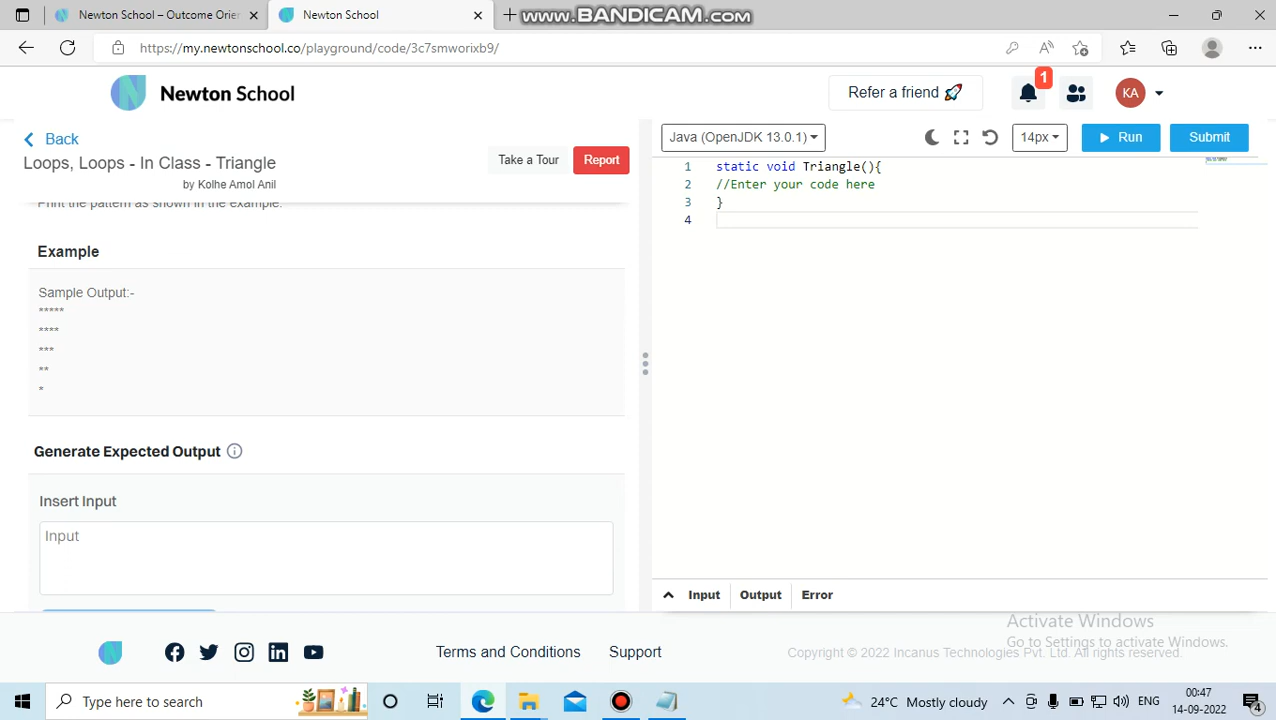 Newton School - Online
Newton School
www.BANDICAM.com
https://my.newtonschool.co/playground/code/3c7smworixb9/
Newton School
Refer a friend
1
KA
Back
Loops, Loops - In Class - Triangle
by Kolhe Amol Anil
Take a Tour
Report
Java (OpenJDK 13.0.1)
14px
Run
Submit
Print the pattern as shown in the example.
Example
Sample Output:-
*****
****
***
**
*
Generate Expected Output
Insert Input
Input
1 static void Triangle(){
2 //Enter your code here
3 }
4
Input Output Error
Activate Windows
Go to Settings to activate Windows.
Terms and Conditions
Support
Copyright © 2022 Incanus Technologies Pvt. Ltd. All rights reserved.
Type here to search
24°C Mostly cloudy
ENG
00:47
14-09-2022
4